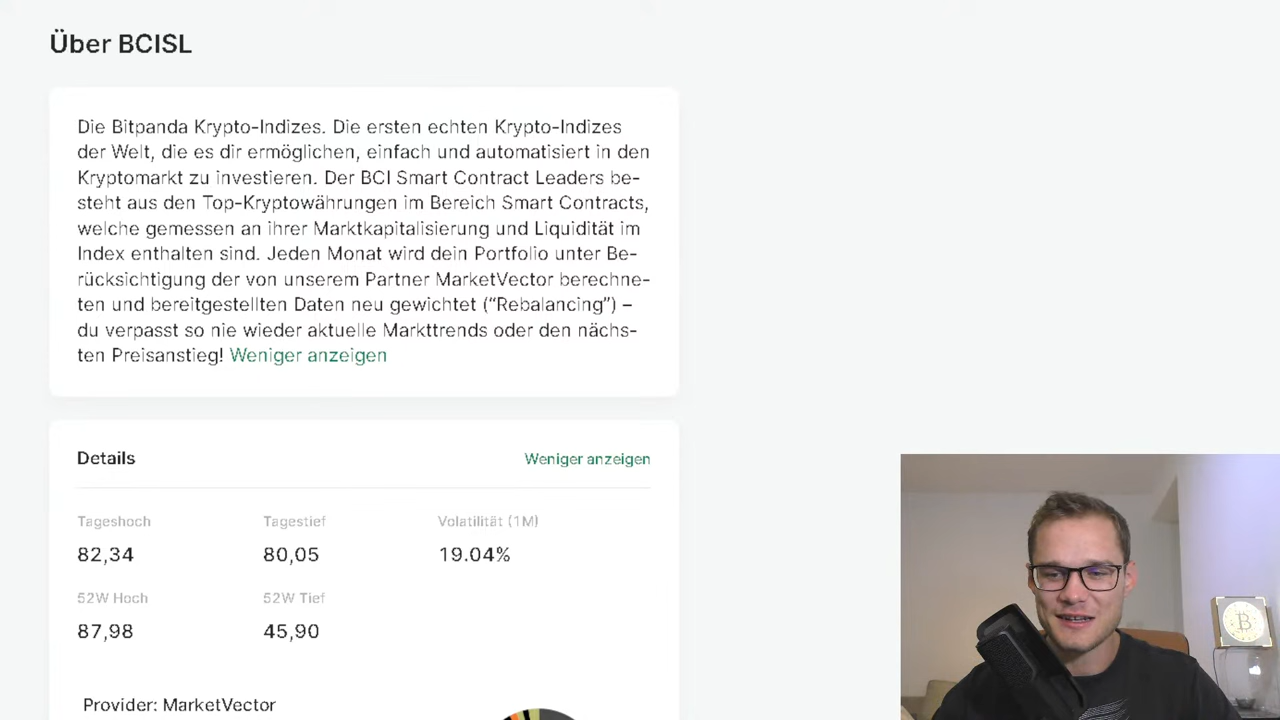 Über BCISL
Die Bitpanda Krypto-Indizes. Die ersten echten Krypto-Indizes
der Welt, die es dir ermöglichen, einfach und automatisiert in den
Kryptomarkt zu investieren. Der BCI Smart Contract Leaders be-
steht aus den Top-Kryptowährungen im Bereich Smart Contracts,
welche gemessen an ihrer Marktkapitalisierung und Liquidität im
Index enthalten sind. Jeden Monat wird dein Portfolio unter Be-
rücksichtigung der von unserem Partner MarketVector berechne-
ten und bereitgestellten Daten neu gewichtet (“Rebalancing”) –
du verpasst so nie wieder aktuelle Markttrends oder den nächs-
ten Preisanstieg! Weniger anzeigen
Details Weniger anzeigen
Tageshoch Tagestief Volatilität (1M)
82,34 80,05 19.04%
52W Hoch 52W Tief
87,98 45,90
Provider: MarketVector